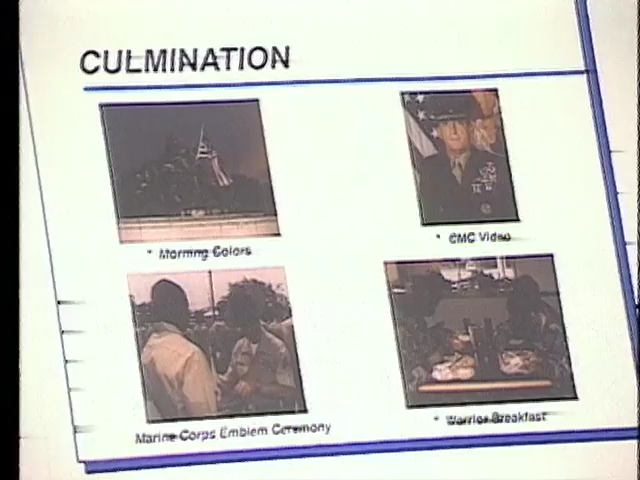 CULMINATION
* Morning Colors
* CMC Video
Marine Corps Emblem Ceremony
* Warrior Breakfast